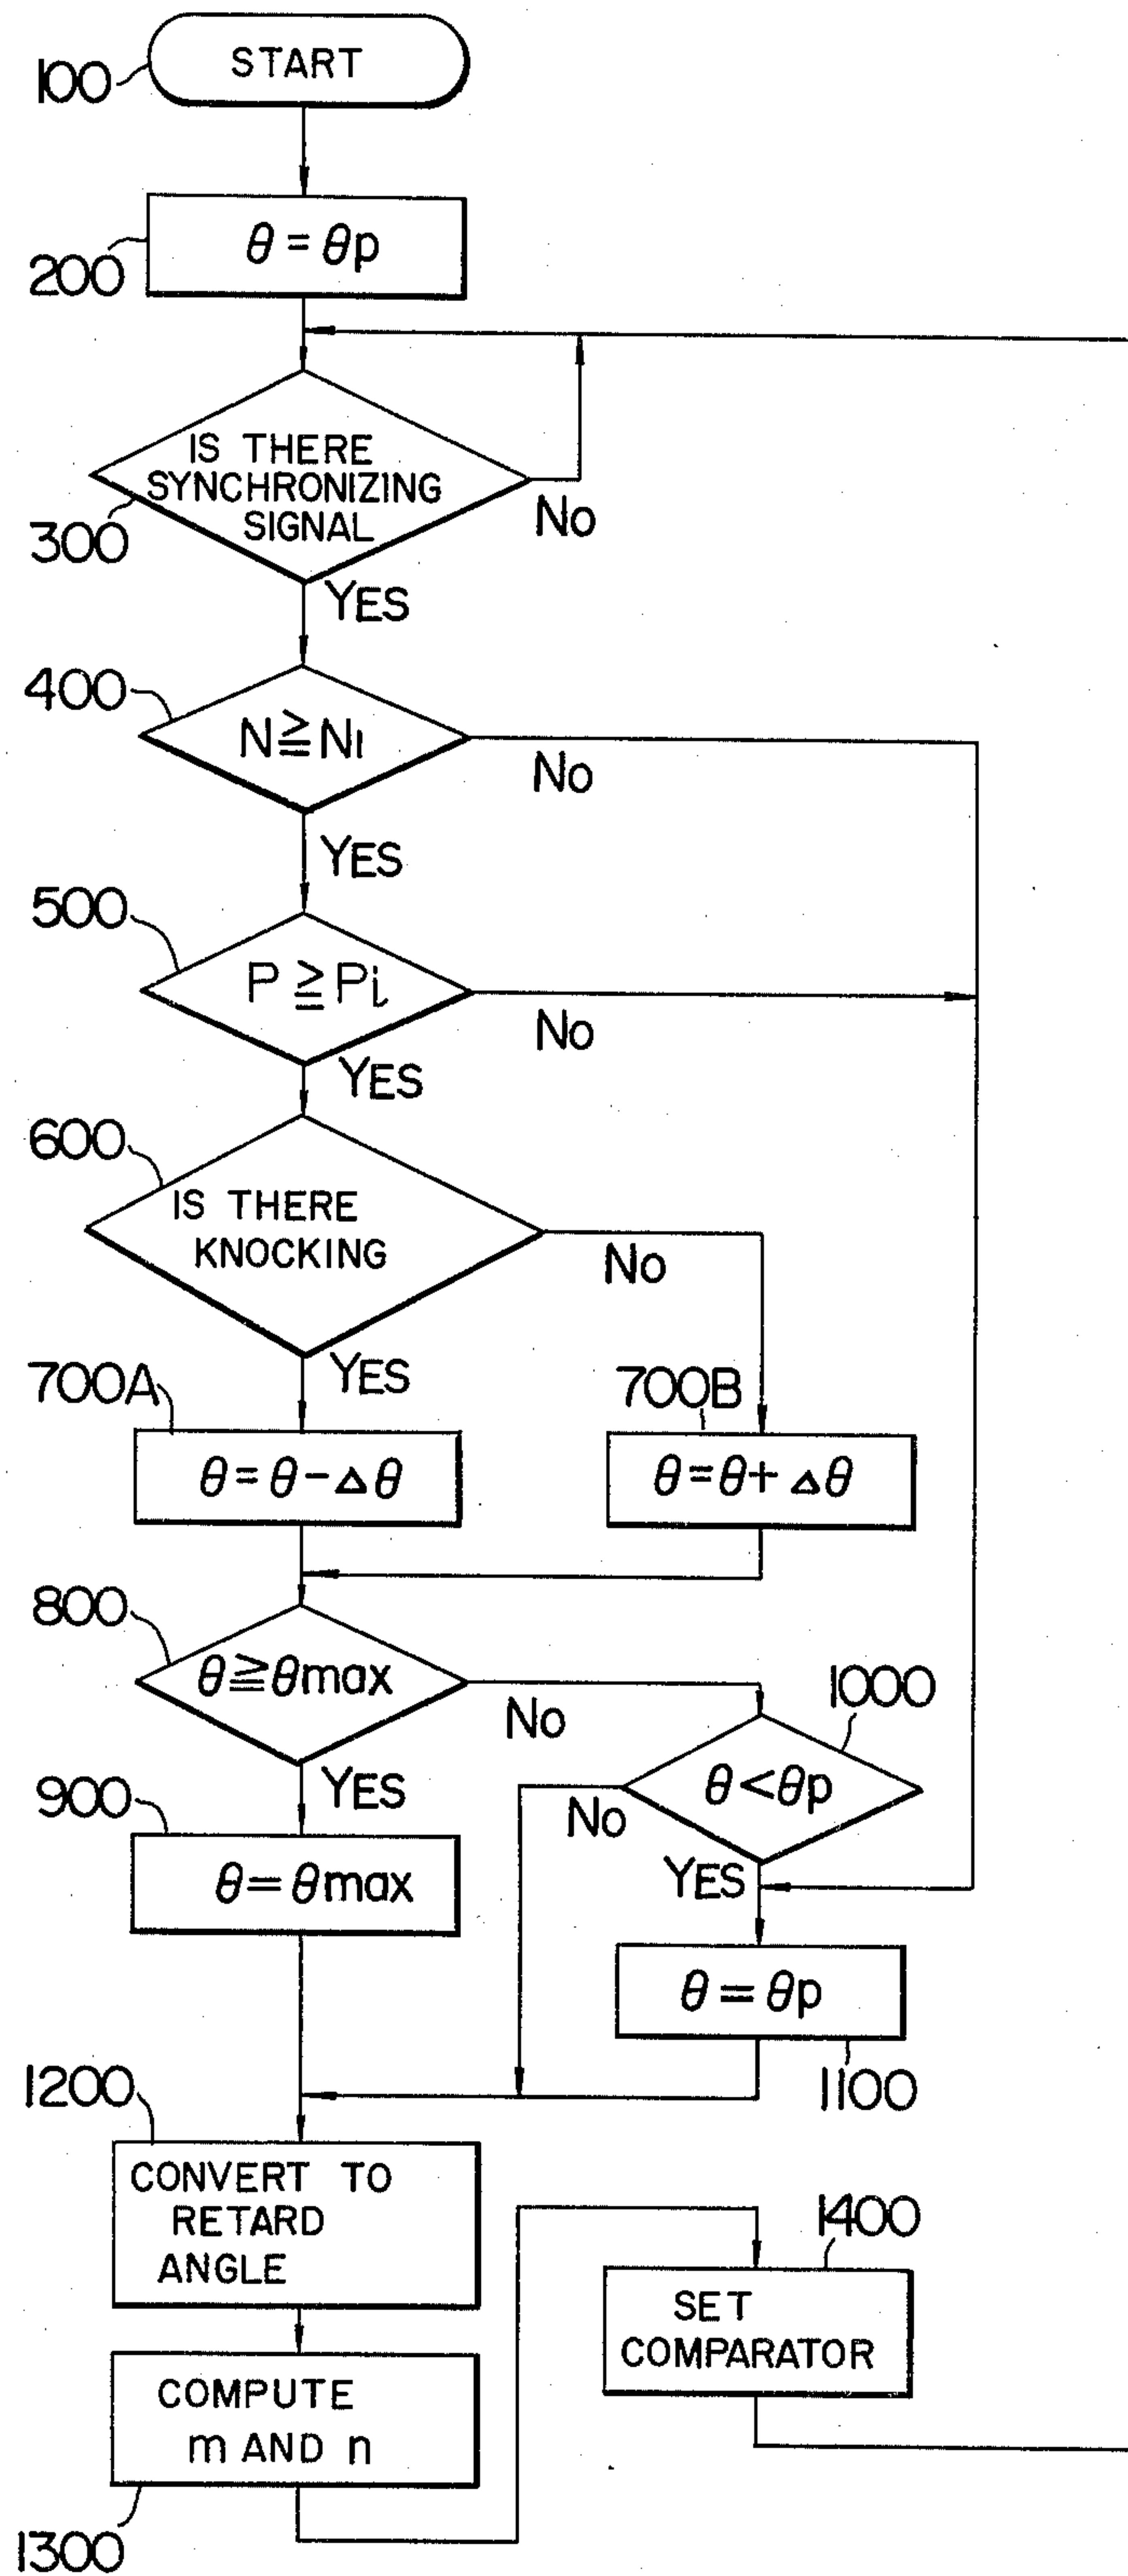 START
100
θ = θp
200
IS THERE
SYNCHRONIZING
SIGNAL
300
No
YES
400
N ≧ N1
No
YES
500
P ≧ Pi
No
YES
600
IS THERE
KNOCKING
No
YES
700A
700B
θ = θ - Δθ
θ = θ + Δθ
800
θ ≧ θmax
No
1000
YES
θ < θp
No
900
YES
θ = θmax
θ = θp
1200
1100
CONVERT TO
RETARD
ANGLE
1400
SET
COMPARATOR
COMPUTE
m AND n
1300